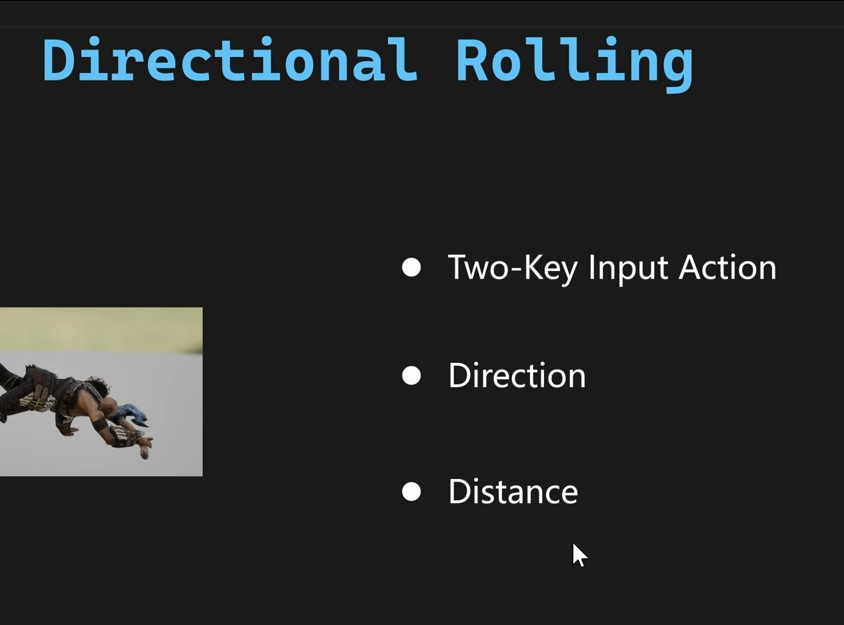 Directional Rolling
Two-Key Input Action
Direction
Distance